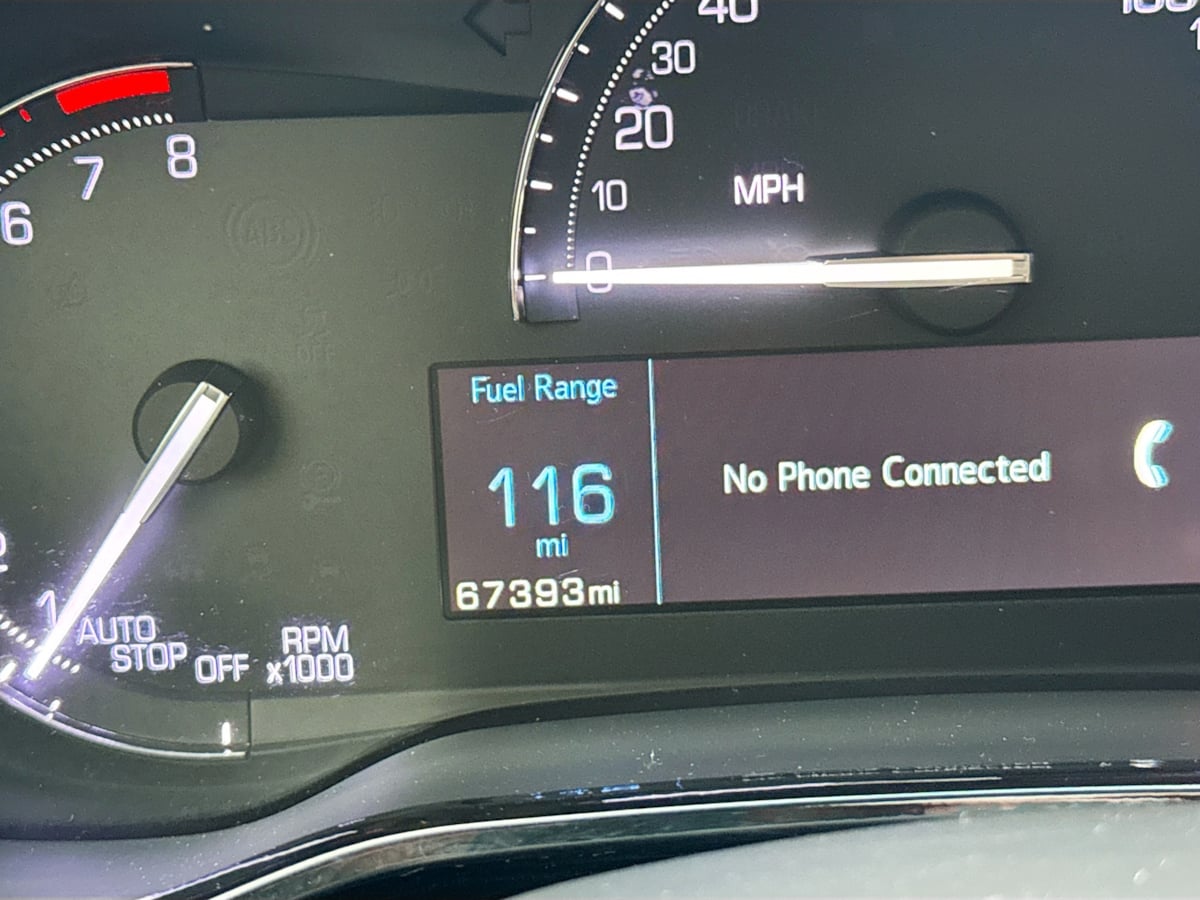 40
30
20
10
0
MPH
6
7
8
1
AUTO
STOP
OFF
RPM
x1000
Fuel Range
116
mi
67393mi
No Phone Connected